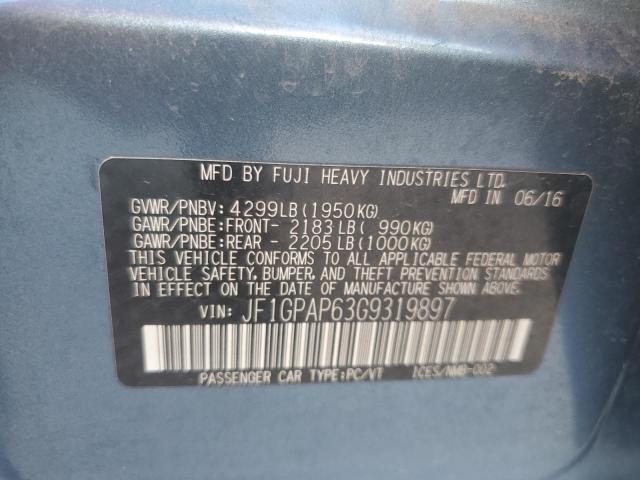 MFD BY FUJI HEAVY INDUSTRIES LTD.
MFD IN 06/16
GVWR/PNBV: 4299LB(1950KG)
GAWR/PNBE:FRONT- 2183LB( 990KG)
GAWR/PNBE:REAR - 2205LB(1000KG)
THIS VEHICLE CONFORMS TO ALL APPLICABLE FEDERAL MOTOR
VEHICLE SAFETY, BUMPER, AND THEFT PREVENTION STANDARDS
IN EFFECT ON THE DATE OF MANUFACTURE SHOWN ABOVE.
VIN: JF1GPAP63G9319897
PASSENGER CAR TYPE:PC/VT ICES/NMB-002